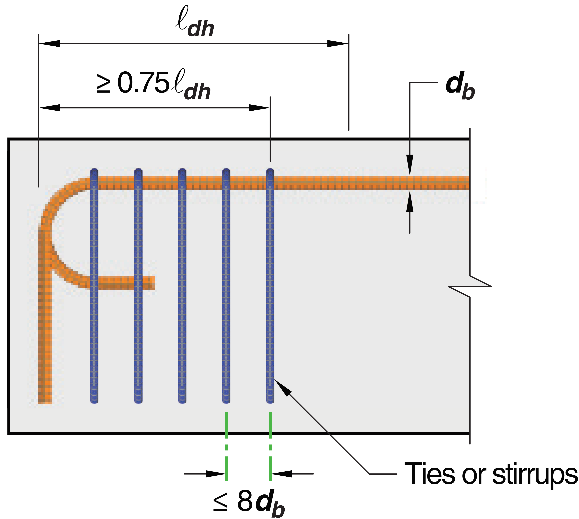 ℓdh
≥ 0.75ℓdh
db
Ties or stirrups
≤ 8db